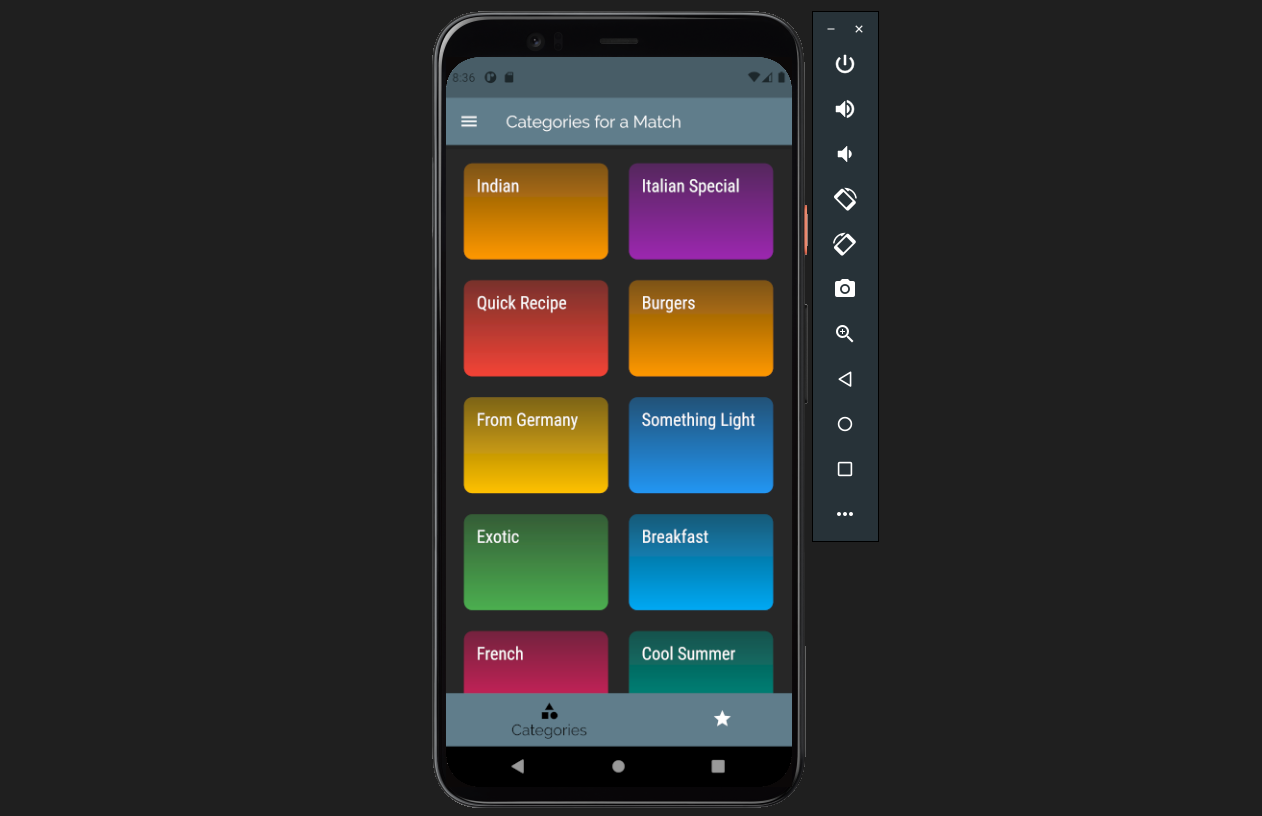 8:36
Categories for a Match
Indian
Italian Special
Quick Recipe
Burgers
From Germany
Something Light
Exotic
Breakfast
French
Cool Summer
Categories